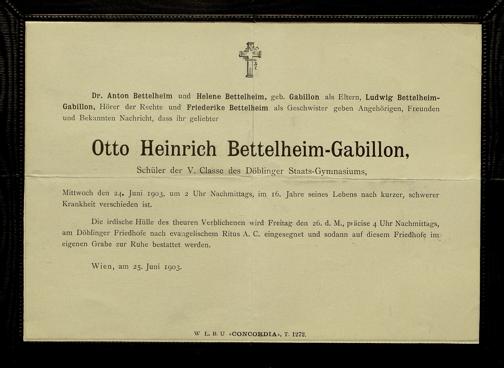 Dr. Anton Bettelheim und Helene Bettelheim, geb. Gabillon als Eltern, Ludwig Bettelheim-
Gabillon, Hörer der Rechte und Friederike Bettelheim als Geschwister geben Angehörigen, Freunden
und Bekannten Nachricht, dass ihr geliebter
Otto Heinrich Bettelheim-Gabillon,
Schüler der V. Classe des Döblinger Staats-Gymnasiums,
Mittwoch den 24. Juni 1903, um 2 Uhr Nachmittags, im 16. Jahre seines Lebens nach kurzer, schwerer
Krankheit verschieden ist.
Die irdische Hülle des theuren Verblichenen wird Freitag den 26. d. M., präcise 4 Uhr Nachmittags,
am Döblinger Friedhofe nach evangelischem Ritus A. C. eingesegnet und sodann auf diesem Friedhofe im
eigenen Grabe zur Ruhe bestattet werden.
Wien, am 25. Juni 1903.
W. L. B. U. «CONCORDIA», T. 1272.